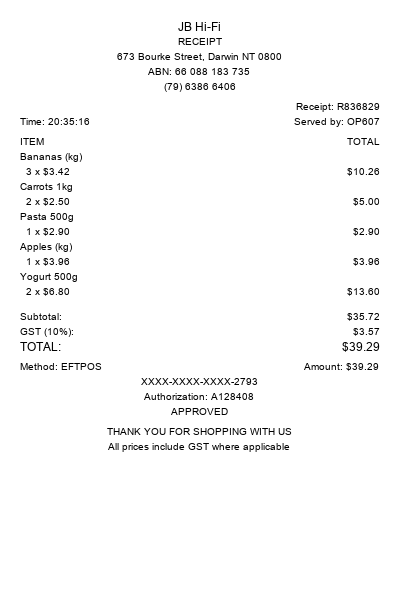 JB Hi-Fi
RECEIPT
673 Bourke Street, Darwin NT 0800
ABN: 66 088 183 735
(79) 6386 6406
Receipt: R836829
Time: 20:35:16 Served by: OP607
ITEM TOTAL
Bananas (kg)
3 x $3.42 $10.26
Carrots 1kg
2 x $2.50 $5.00
Pasta 500g
1 x $2.90 $2.90
Apples (kg)
1 x $3.96 $3.96
Yogurt 500g
2 x $6.80 $13.60
Subtotal: $35.72
GST (10%): $3.57
TOTAL: $39.29
Method: EFTPOS Amount: $39.29
XXXX-XXXX-XXXX-2793
Authorization: A128408
APPROVED
THANK YOU FOR SHOPPING WITH US
All prices include GST where applicable